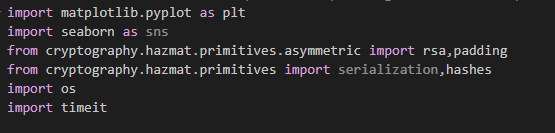 import matplotlib.pyplot as plt
import seaborn as sns
from cryptography.hazmat.primitives.asymmetric import rsa,padding
from cryptography.hazmat.primitives import serialization,hashes
import os
import timeit